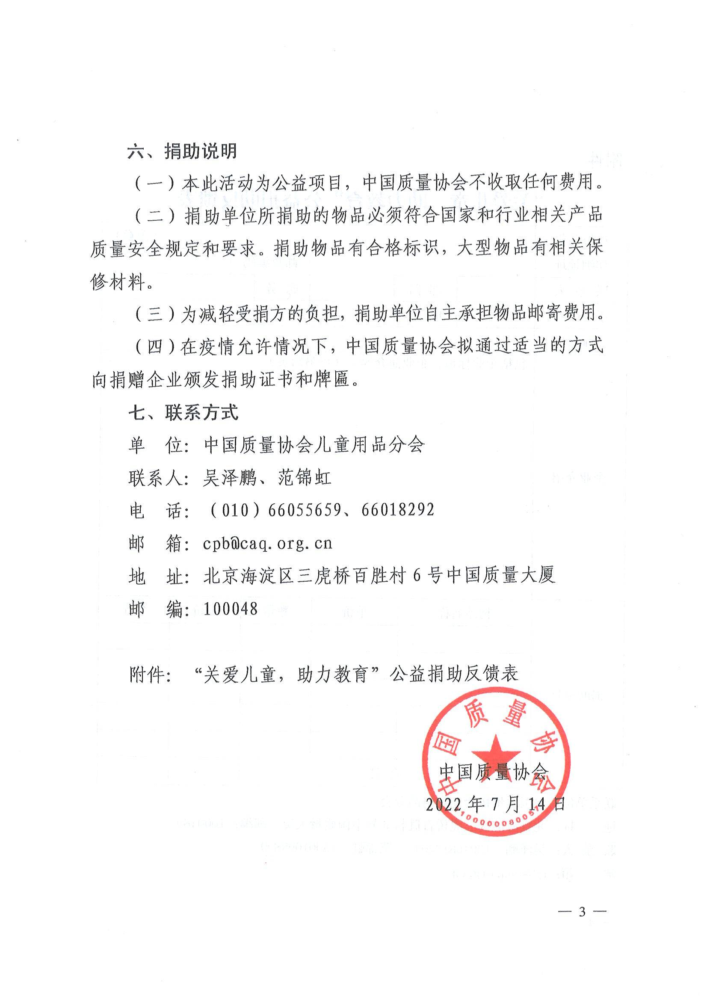 六、捐助说明
（一）本此活动为公益项目，中国质量协会不收取任何费用。
（二）捐助单位所捐助的物品必须符合国家和行业相关产品
质量安全规定和要求。捐助物品有合格标识，大型物品有相关保
修材料。
（三）为减轻受捐方的负担，捐助单位自主承担物品邮寄费用。
（四）在疫情允许情况下，中国质量协会拟通过适当的方式
向捐赠企业颁发捐助证书和牌匾。
七、联系方式
单 位：中国质量协会儿童用品分会
联系人：吴泽鹏、范锦虹
电 话：（010）66055659、66018292
邮 箱：cpb@caq.org.cn
地 址：北京海淀区三虎桥百胜村 6 号中国质量大厦
邮 编：100048
附件：“关爱儿童，助力教育”公益捐助反馈表
中国质量协会
中国质量协会
2022 年 7 月 14 日
— 3 —